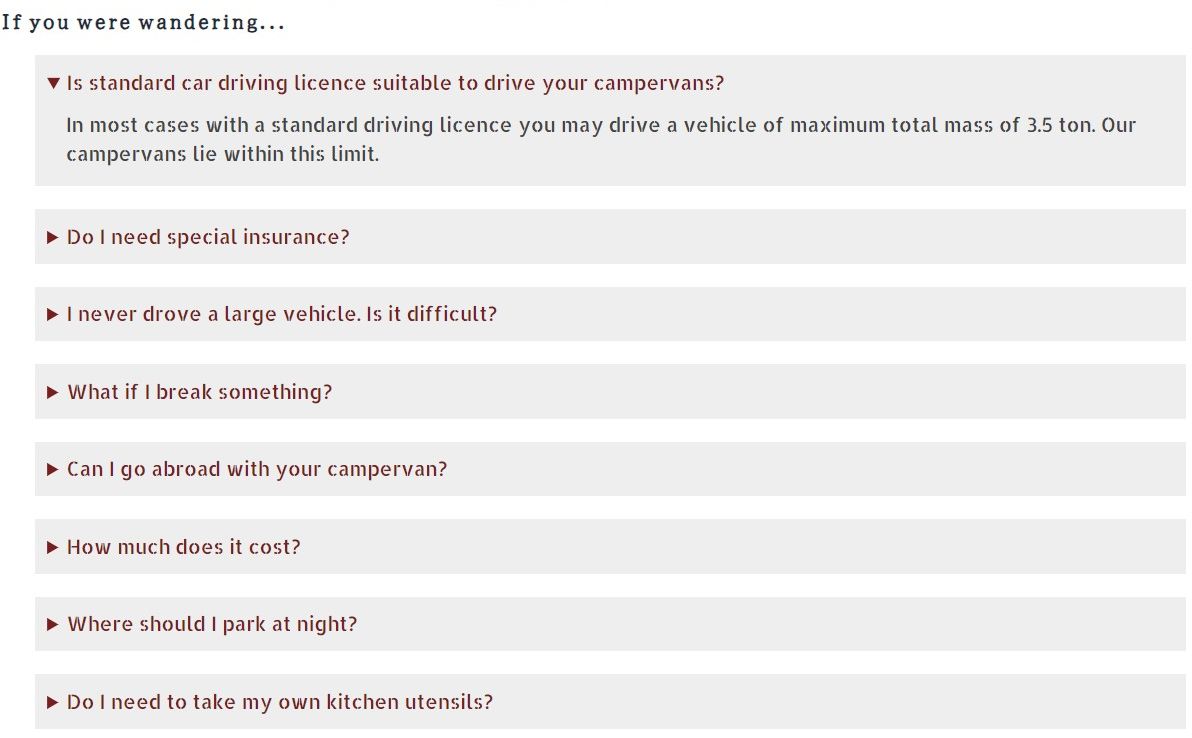 If you were wandering...
Is standard car driving licence suitable to drive your campervans?
In most cases with a standard driving licence you may drive a vehicle of maximum total mass of 3.5 ton. Our
campervans lie within this limit.
Do I need special insurance?
I never drove a large vehicle. Is it difficult?
What if I break something?
Can I go abroad with your campervan?
How much does it cost?
Where should I park at night?
Do I need to take my own kitchen utensils?